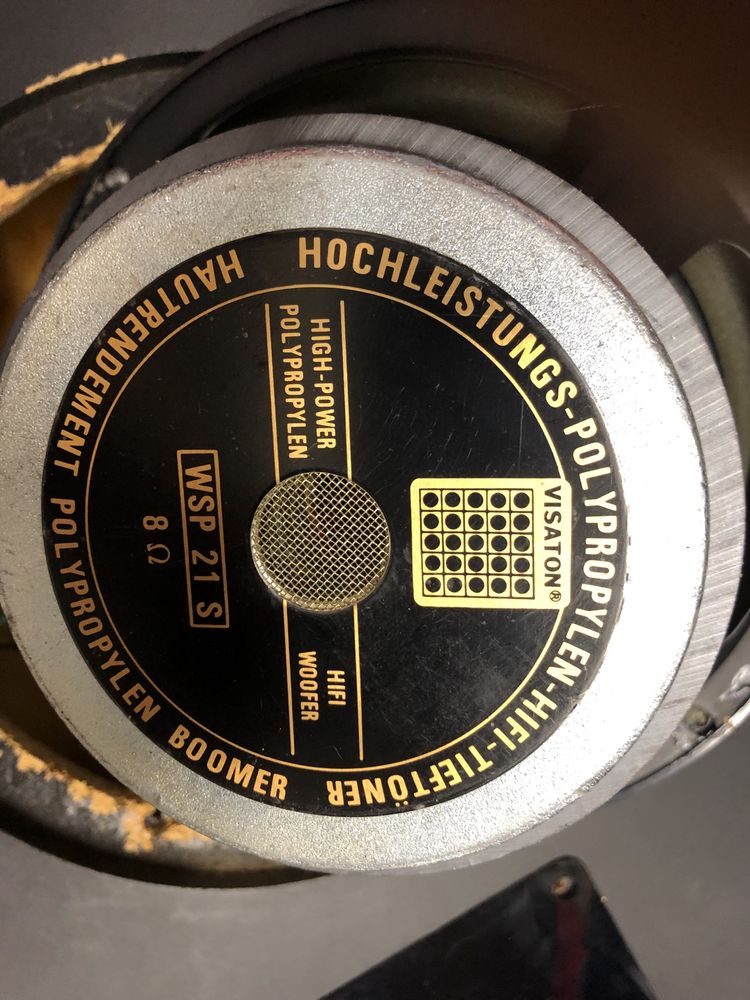 HOCHLEISTUNGS-POLYPROPYLEN-HIFI-TIEFTÖNER
VISATON®
HIGH-POWER
POLYPROPYLEN
HIFI
WOOFER
WSP 21 S
8 Ω
HAUTRENDEMENT POLYPROPYLEN BOOMER